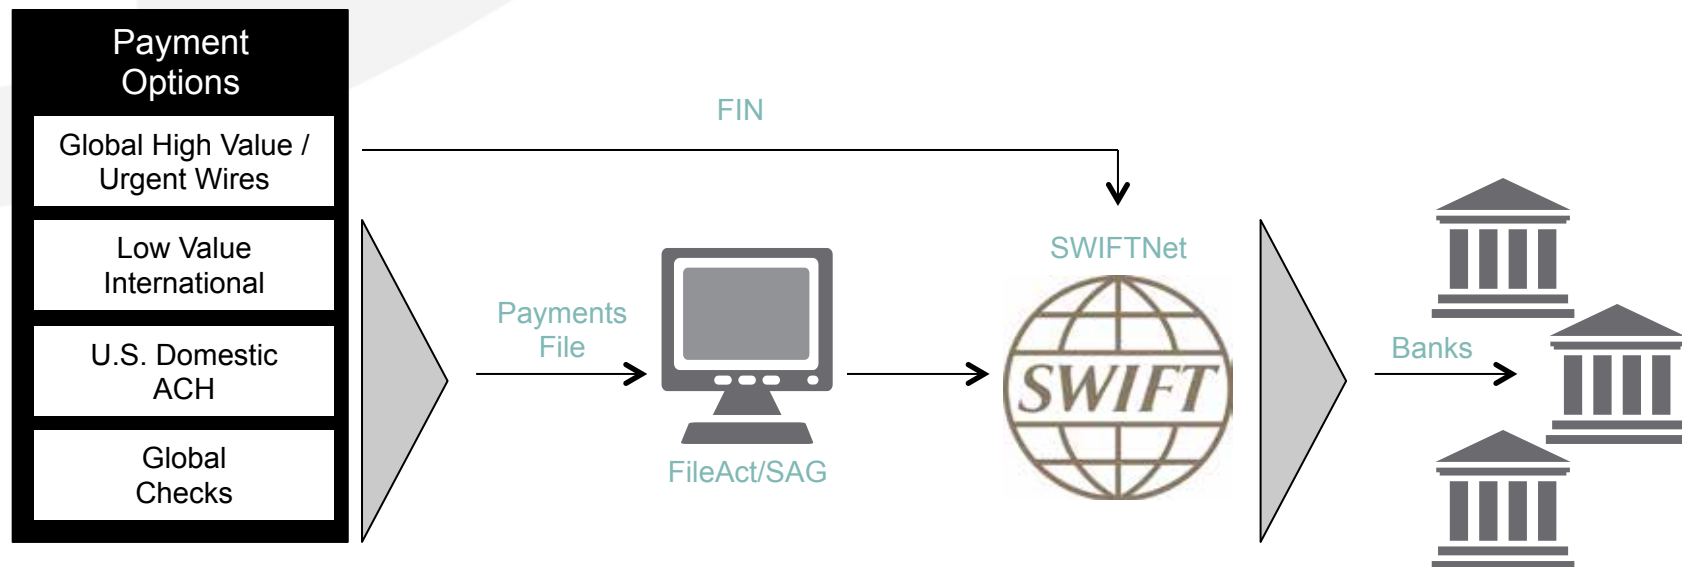 Payment
Options
Global High Value /
Urgent Wires
Low Value
International
U.S. Domestic
ACH
Global
Checks
FIN
Payments
File
FileAct/SAG
SWIFTNet
SWIFT
Banks